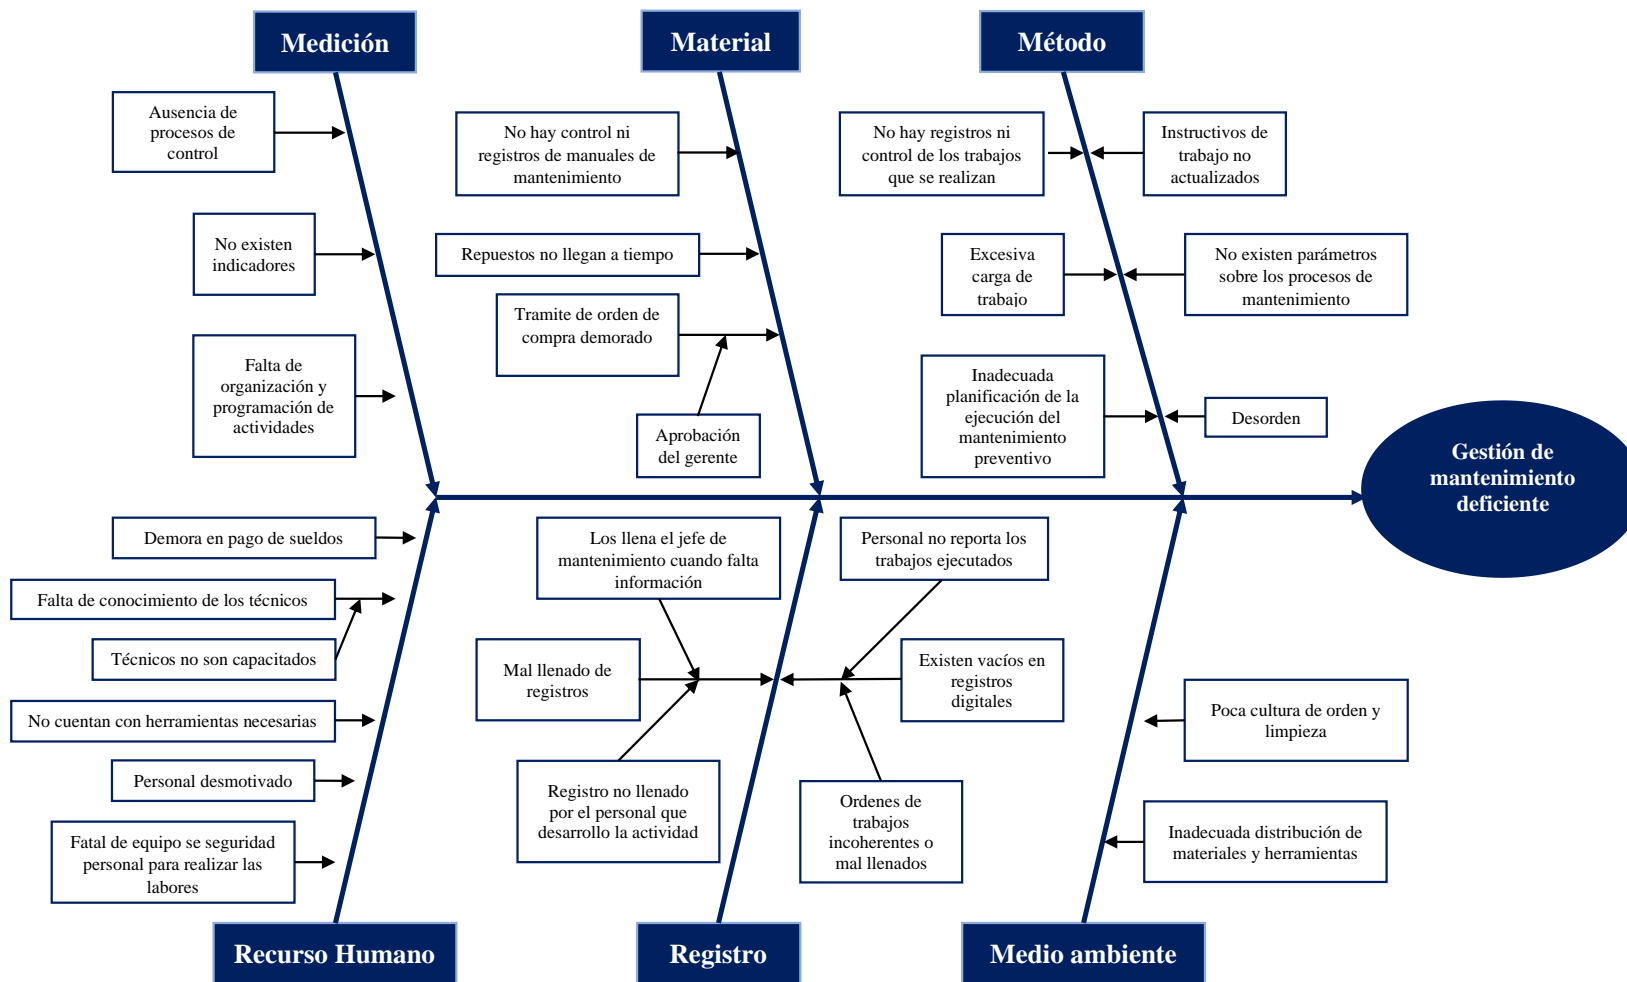 Medición
Material
Método
Ausencia de
procesos de
control
No hay control ni
registros de manuales de
mantenimiento
No hay registros ni
control de los trabajos
que se realizan
Instructivos de
trabajo no
actualizados
No existen
indicadores
Repuestos no llegan a tiempo
Excesiva
carga de
trabajo
No existen parámetros
sobre los procesos de
mantenimiento
Tramite de orden de
compra demorado
Falta de
organización y
programación de
actividades
Aprobación
del gerente
Inadecuada
planificación de la
ejecución del
mantenimiento
preventivo
Desorden
Gestión de
mantenimiento
deficiente
Demora en pago de sueldos
Falta de conocimiento de los técnicos
Técnicos no son capacitados
No cuentan con herramientas necesarias
Personal desmotivado
Fatal de equipo se seguridad
personal para realizar las
labores
Los llena el jefe de
mantenimiento cuando falta
información
Personal no reporta los
trabajos ejecutados
Mal llenado de
registros
Existen vacíos en
registros
digitales
Registro no llenado
por el personal que
desarrollo la actividad
Ordenes de
trabajos
incoherentes o
mal llenados
Poca cultura de orden y
limpieza
Inadecuada distribución de
materiales y herramientas
Recurso Humano
Registro
Medio ambiente